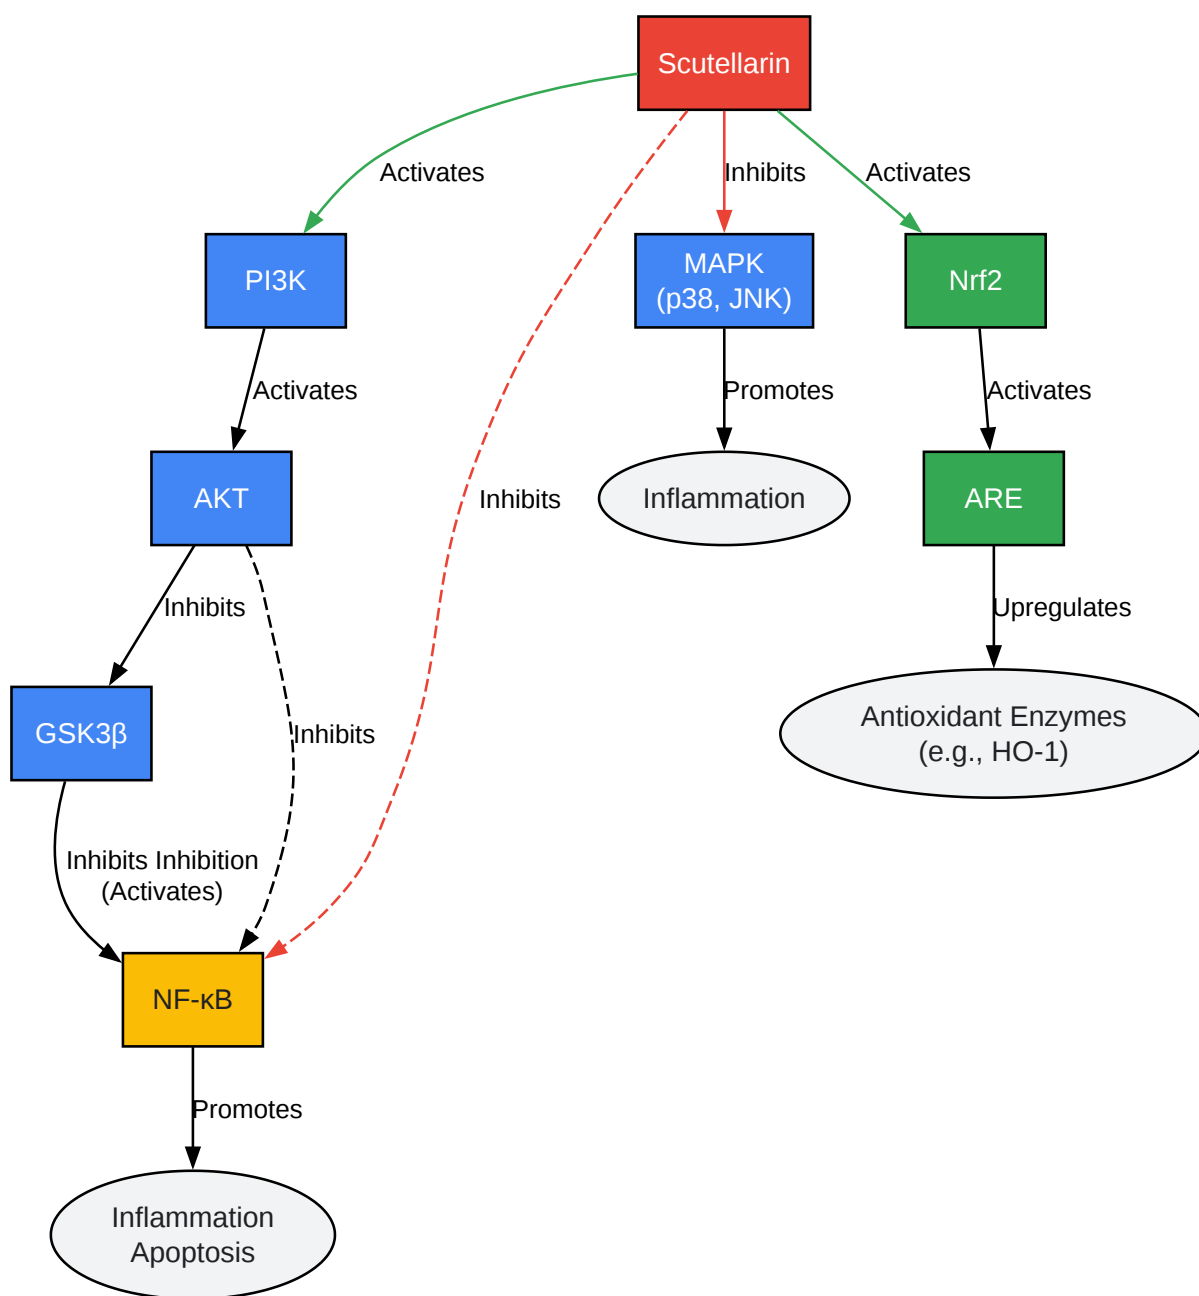 Scutellarin
Activates
Inhibits
Activates
PI3K
MAPK
(p38, JNK)
Nrf2
Activates
Promotes
Activates
AKT
Inhibits
Inflammation
ARE
Inhibits
Upregulates
GSK3β
Inhibits
Antioxidant Enzymes
(e.g., HO-1)
Inhibits Inhibition
(Activates)
NF-κB
Promotes
Inflammation
Apoptosis